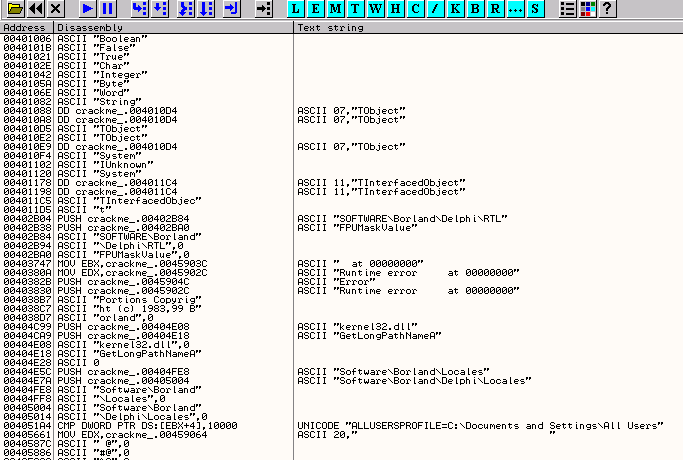 L E M T W H C / K B R ... S ?
Address Disassembly Text string
00401006 ASCII "Boolean"
0040101B ASCII "False"
00401021 ASCII "True"
0040102E ASCII "Char"
00401042 ASCII "Integer"
0040105A ASCII "Byte"
0040106E ASCII "Word"
00401082 ASCII "String"
00401088 DD crackme_.004010D4 ASCII 07,"TObject"
004010A8 DD crackme_.004010D4 ASCII 07,"TObject"
004010D5 ASCII "TObject"
004010E2 ASCII "TObject"
004010E9 DD crackme_.004010D4 ASCII 07,"TObject"
004010F4 ASCII "System"
00401102 ASCII "IUnknown"
00401120 ASCII "System"
00401178 DD crackme_.004011C4 ASCII 11,"TInterfacedObject"
00401198 DD crackme_.004011C4 ASCII 11,"TInterfacedObject"
004011C5 ASCII "TInterfacedObjec"
004011D5 ASCII "t"
00402B04 PUSH crackme_.00402B84 ASCII "SOFTWARE\Borland\Delphi\RTL"
00402B38 PUSH crackme_.00402BA0 ASCII "FPUMaskValue"
00402B84 ASCII "SOFTWARE\Borland"
00402B94 ASCII "\Delphi\RTL",0
00402BA0 ASCII "FPUMaskValue",0
00403747 MOV EBX,crackme_.0045903C ASCII "  at 00000000"
0040380A MOV EDX,crackme_.0045902C ASCII "Runtime error     at 00000000"
0040382B PUSH crackme_.0045904C ASCII "Error"
00403830 PUSH crackme_.0045902C ASCII "Runtime error     at 00000000"
004038B7 ASCII "Portions Copyrig"
004038C7 ASCII "ht (c) 1983,99 B"
004038D7 ASCII "orland",0
00404C99 PUSH crackme_.00404E08 ASCII "kernel32.dll"
00404CA9 PUSH crackme_.00404E18 ASCII "GetLongPathNameA"
00404E08 ASCII "kernel32.dll",0
00404E18 ASCII "GetLongPathNameA"
00404E28 ASCII 0
00404E5C PUSH crackme_.00404FE8 ASCII "Software\Borland\Locales"
00404E7A PUSH crackme_.00405004 ASCII "Software\Borland\Delphi\Locales"
00404FE8 ASCII "Software\Borland"
00404FF8 ASCII "\Locales",0
00405004 ASCII "Software\Borland"
00405014 ASCII "\Delphi\Locales",0
004051A4 CMP DWORD PTR DS:[EBX+4],10000 UNICODE "ALLUSERSPROFILE=C:\Documents and Settings\All Users"
00405661 MOV EDX,crackme_.00459064 ASCII 20,"                                "
0040587C ASCII " @",0
00405886 ASCII "#@",0